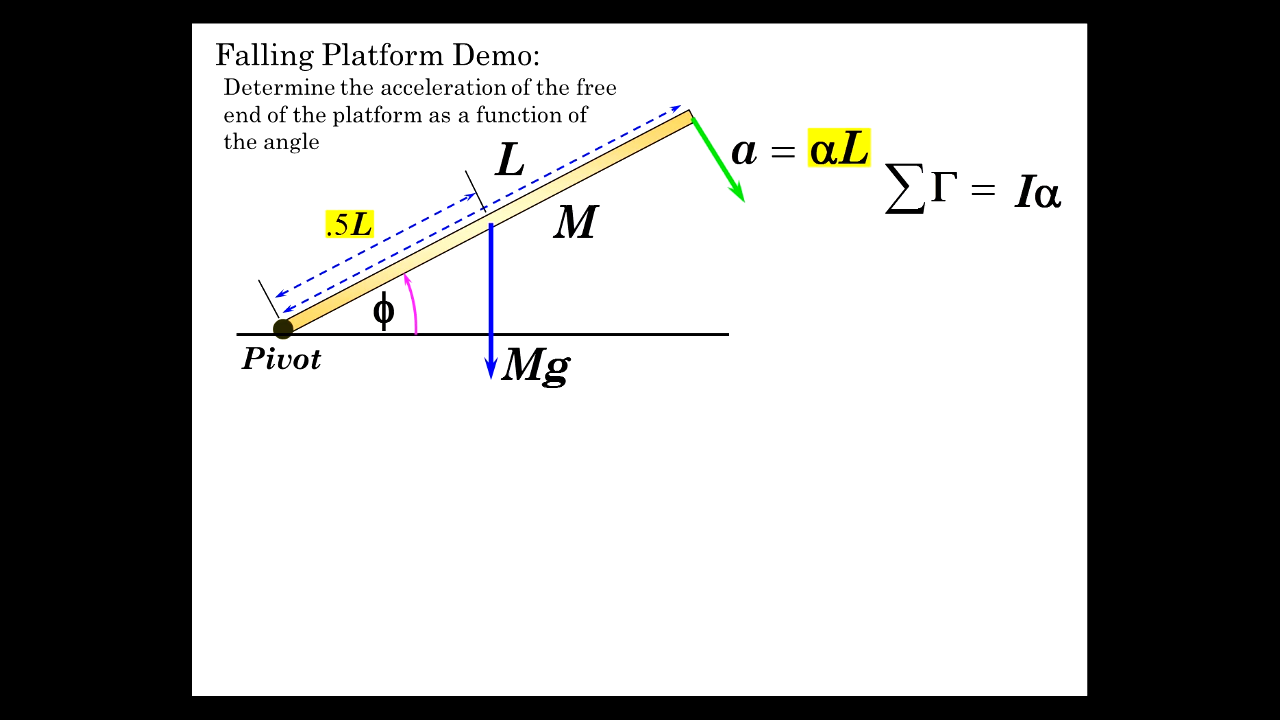 Falling Platform Demo:
Determine the acceleration of the free
end of the platform as a function of
the angle
L
a = αL
∑Γ = Iα
.5L
M
ϕ
Pivot
Mg